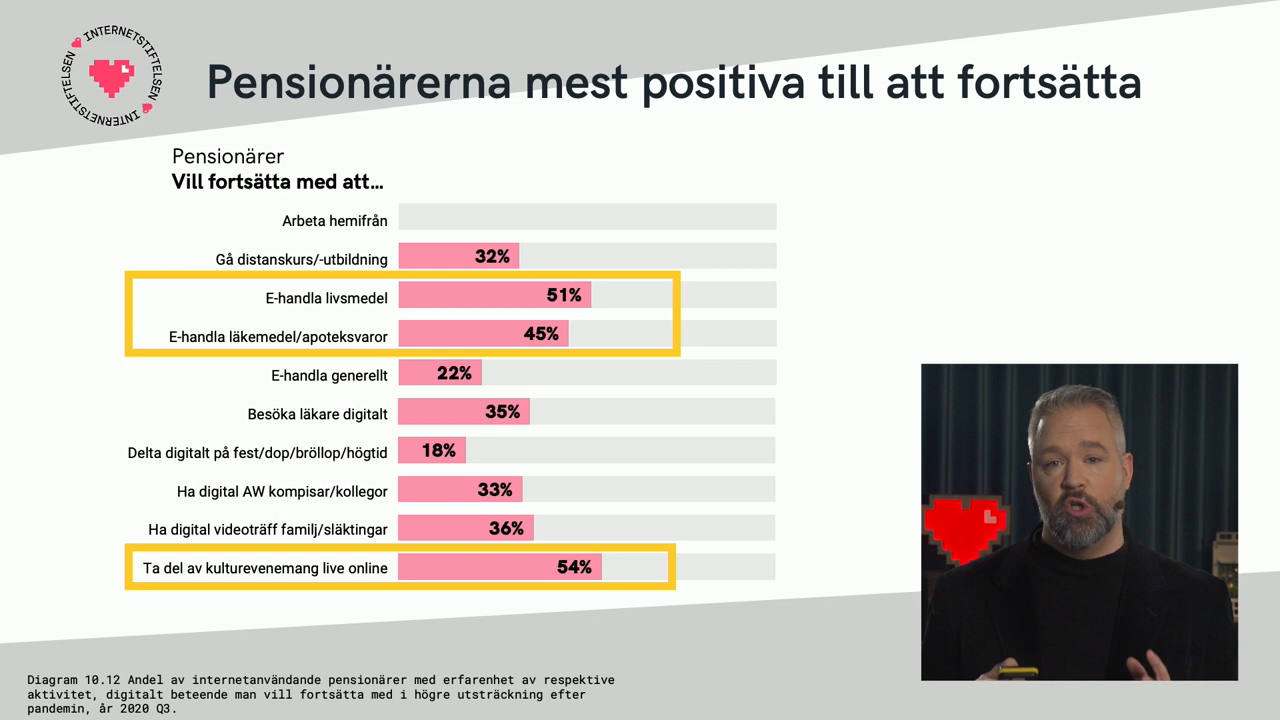 INTERNETSTIFTELSEN
INTERNETSTIFTELSEN
Pensionärerna mest positiva till att fortsätta
Pensionärer
Vill fortsätta med att...
Arbeta hemifrån
Gå distanskurs/-utbildning 32%
E-handla livsmedel 51%
E-handla läkemedel/apoteksvaror 45%
E-handla generellt 22%
Besöka läkare digitalt 35%
Delta digitalt på fest/dop/bröllop/högtid 18%
Ha digital AW kompisar/kollegor 33%
Ha digital videoträff familj/släktingar 36%
Ta del av kulturevenemang live online 54%
Diagram 10.12 Andel av internetanvändande pensionärer med erfarenhet av respektive
aktivitet, digitalt beteende man vill fortsätta med i högre utsträckning efter
pandemin, år 2020 Q3.